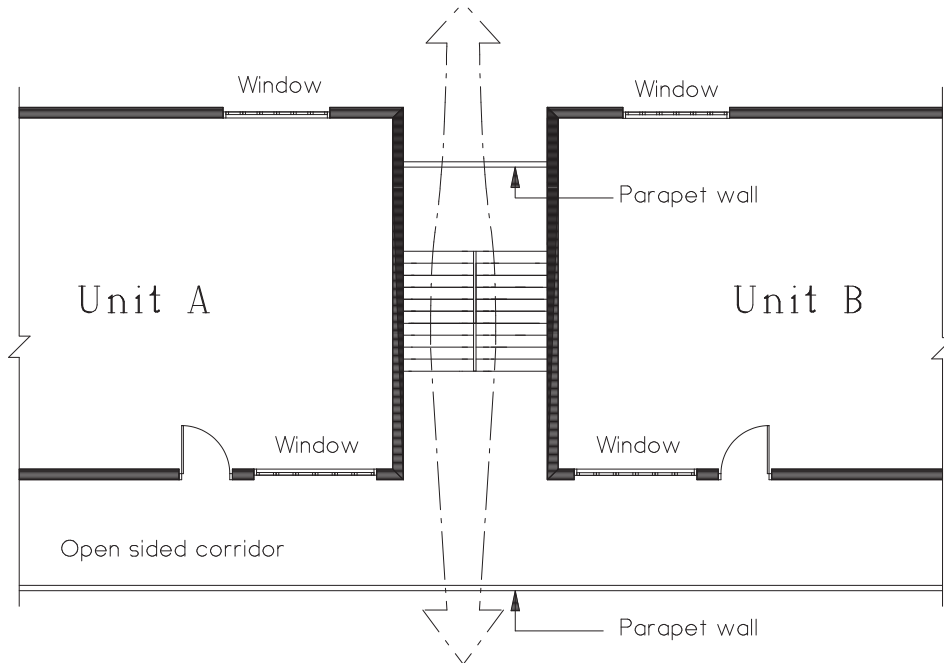 Window
Window
Parapet wall
Unit A
Unit B
Window
Window
Open sided corridor
Parapet wall